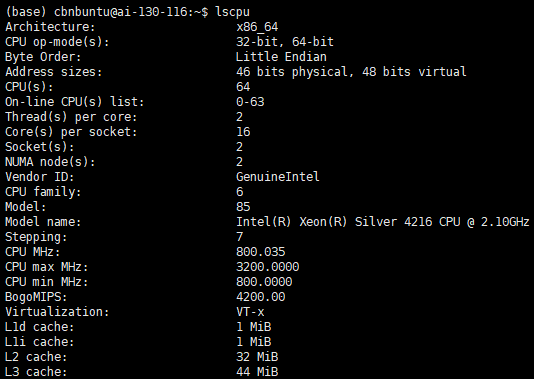 (base) cbnbuntu@ai-130-116:~$ lscpu
Architecture: x86_64
CPU op-mode(s): 32-bit, 64-bit
Byte Order: Little Endian
Address sizes: 46 bits physical, 48 bits virtual
CPU(s): 64
On-line CPU(s) list: 0-63
Thread(s) per core: 2
Core(s) per socket: 16
Socket(s): 2
NUMA node(s): 2
Vendor ID: GenuineIntel
CPU family: 6
Model: 85
Model name: Intel(R) Xeon(R) Silver 4216 CPU @ 2.10GHz
Stepping: 7
CPU MHz: 800.035
CPU max MHz: 3200.0000
CPU min MHz: 800.0000
BogoMIPS: 4200.00
Virtualization: VT-x
L1d cache: 1 MiB
L1i cache: 1 MiB
L2 cache: 32 MiB
L3 cache: 44 MiB